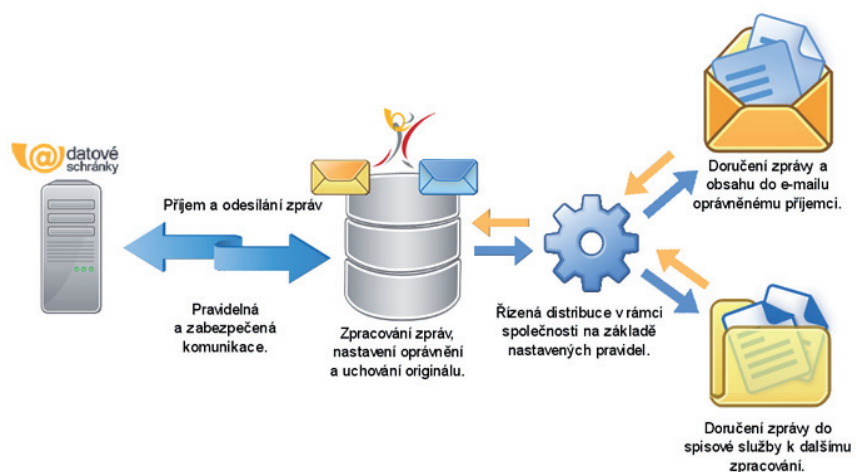 datové
schránky
Příjem a odesílání zpráv
Pravidelná
a zabezpečená
komunikace.
Zpracování zpráv,
nastavení oprávnění
a uchování originálu.
Řízená distribuce v rámci
společnosti na základě
nastavených pravidel.
Doručení zprávy a
obsahu do e-mailu
oprávněnému příjemci.
Doručení zprávy do
spisové služby k dalšímu
zpracování.